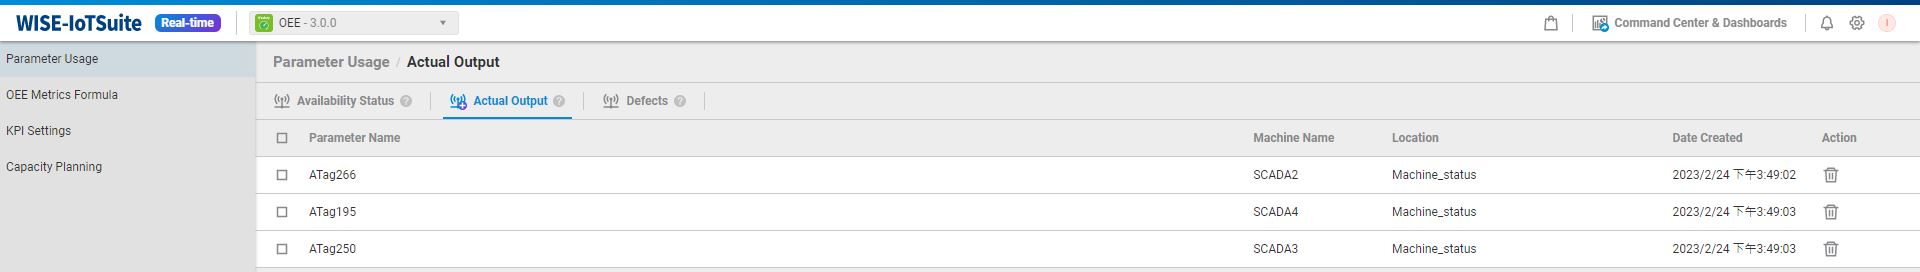 WISE-IoTSuite Real-time OEE - 3.0.0 Command Center & Dashboards I
Parameter Usage
OEE Metrics Formula
KPI Settings
Capacity Planning
Parameter Usage / Actual Output
Availability Status ? Actual Output ? Defects ?
Parameter Name Machine Name Location Date Created Action
ATag266 SCADA2 Machine_status 2023/2/24 下午3:49:02
ATag195 SCADA4 Machine_status 2023/2/24 下午3:49:03
ATag250 SCADA3 Machine_status 2023/2/24 下午3:49:03